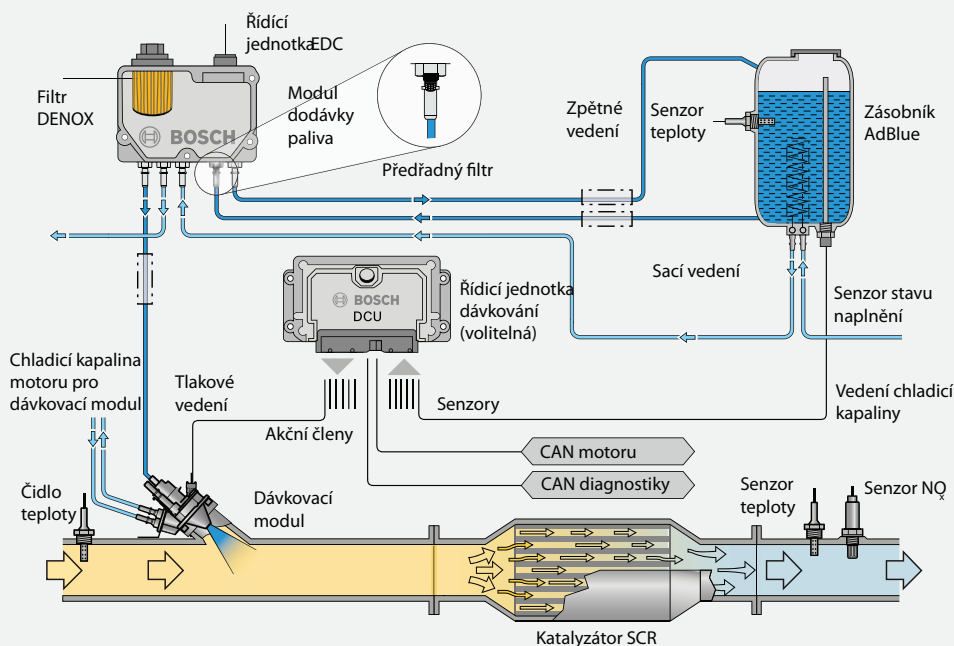 Řídící
jednotkaEDC
Filtr
DENOX
BOSCH
Modul
dodávky
paliva
Předřadný filtr
Zpětné
vedení
Senzor
teploty
Zásobník
AdBlue
Sací vedení
Senzor stavu
naplnění
BOSCH
DCU
Řídicí jednotka
dávkování
(volitelná)
Chladicí kapalina
motoru pro
dávkovací modul
Tlakové
vedení
Akční členy
Senzory
Vedení chladicí
kapaliny
CAN motoru
CAN diagnostiky
Čidlo
teploty
Dávkovací
modul
Senzor
teploty
Senzor NOx
Katalyzátor SCR